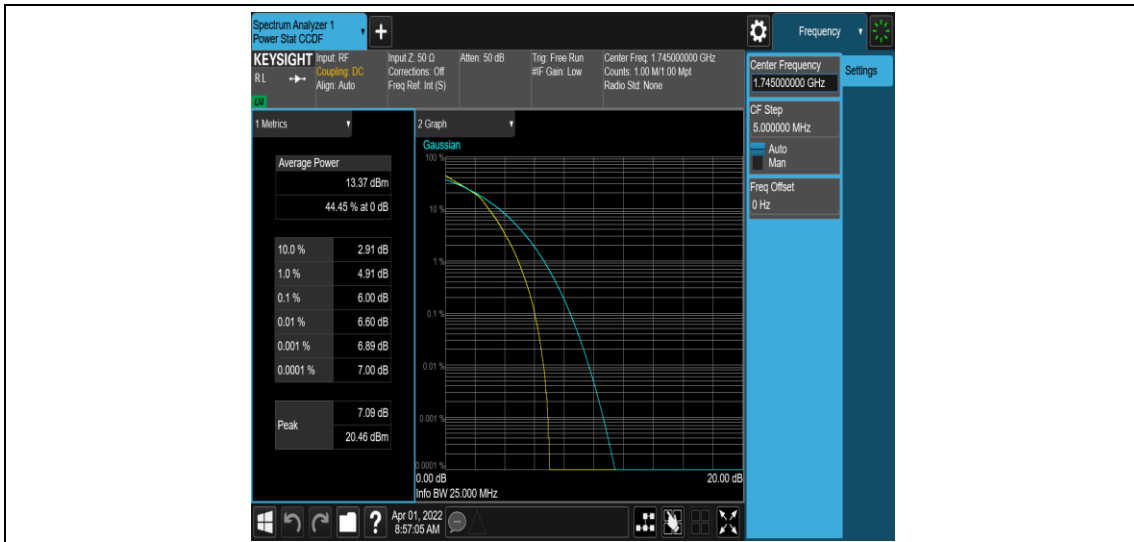 Spectrum Analyzer 1
Power Stat CCDF
Frequency
KEYSIGHT
RL
LXI
Input: RF
Coupling: DC
Align: Auto
Input Z: 50 Ω
Corrections: Off
Freq Ref: Int (S)
Atten: 50 dB
Trig: Free Run
#IF Gain: Low
Center Freq: 1.745000000 GHz
Counts: 1.00 M/1.00 Mpt
Radio Std: None
Center Frequency
1.745000000 GHz
Settings
CF Step
5.000000 MHz
Auto
Man
Freq Offset
0 Hz
1 Metrics
Average Power
13.37 dBm
44.45 % at 0 dB
10.0 % 2.91 dB
1.0 % 4.91 dB
0.1 % 6.00 dB
0.01 % 6.60 dB
0.001 % 6.89 dB
0.0001 % 7.00 dB
Peak
7.09 dB
20.46 dBm
2 Graph
Gaussian
100 %
10 %
1 %
0.1 %
0.01 %
0.001 %
0.0001 %
0.00 dB 20.00 dB
Info BW 25.000 MHz
?
Apr 01, 2022
8:57:05 AM